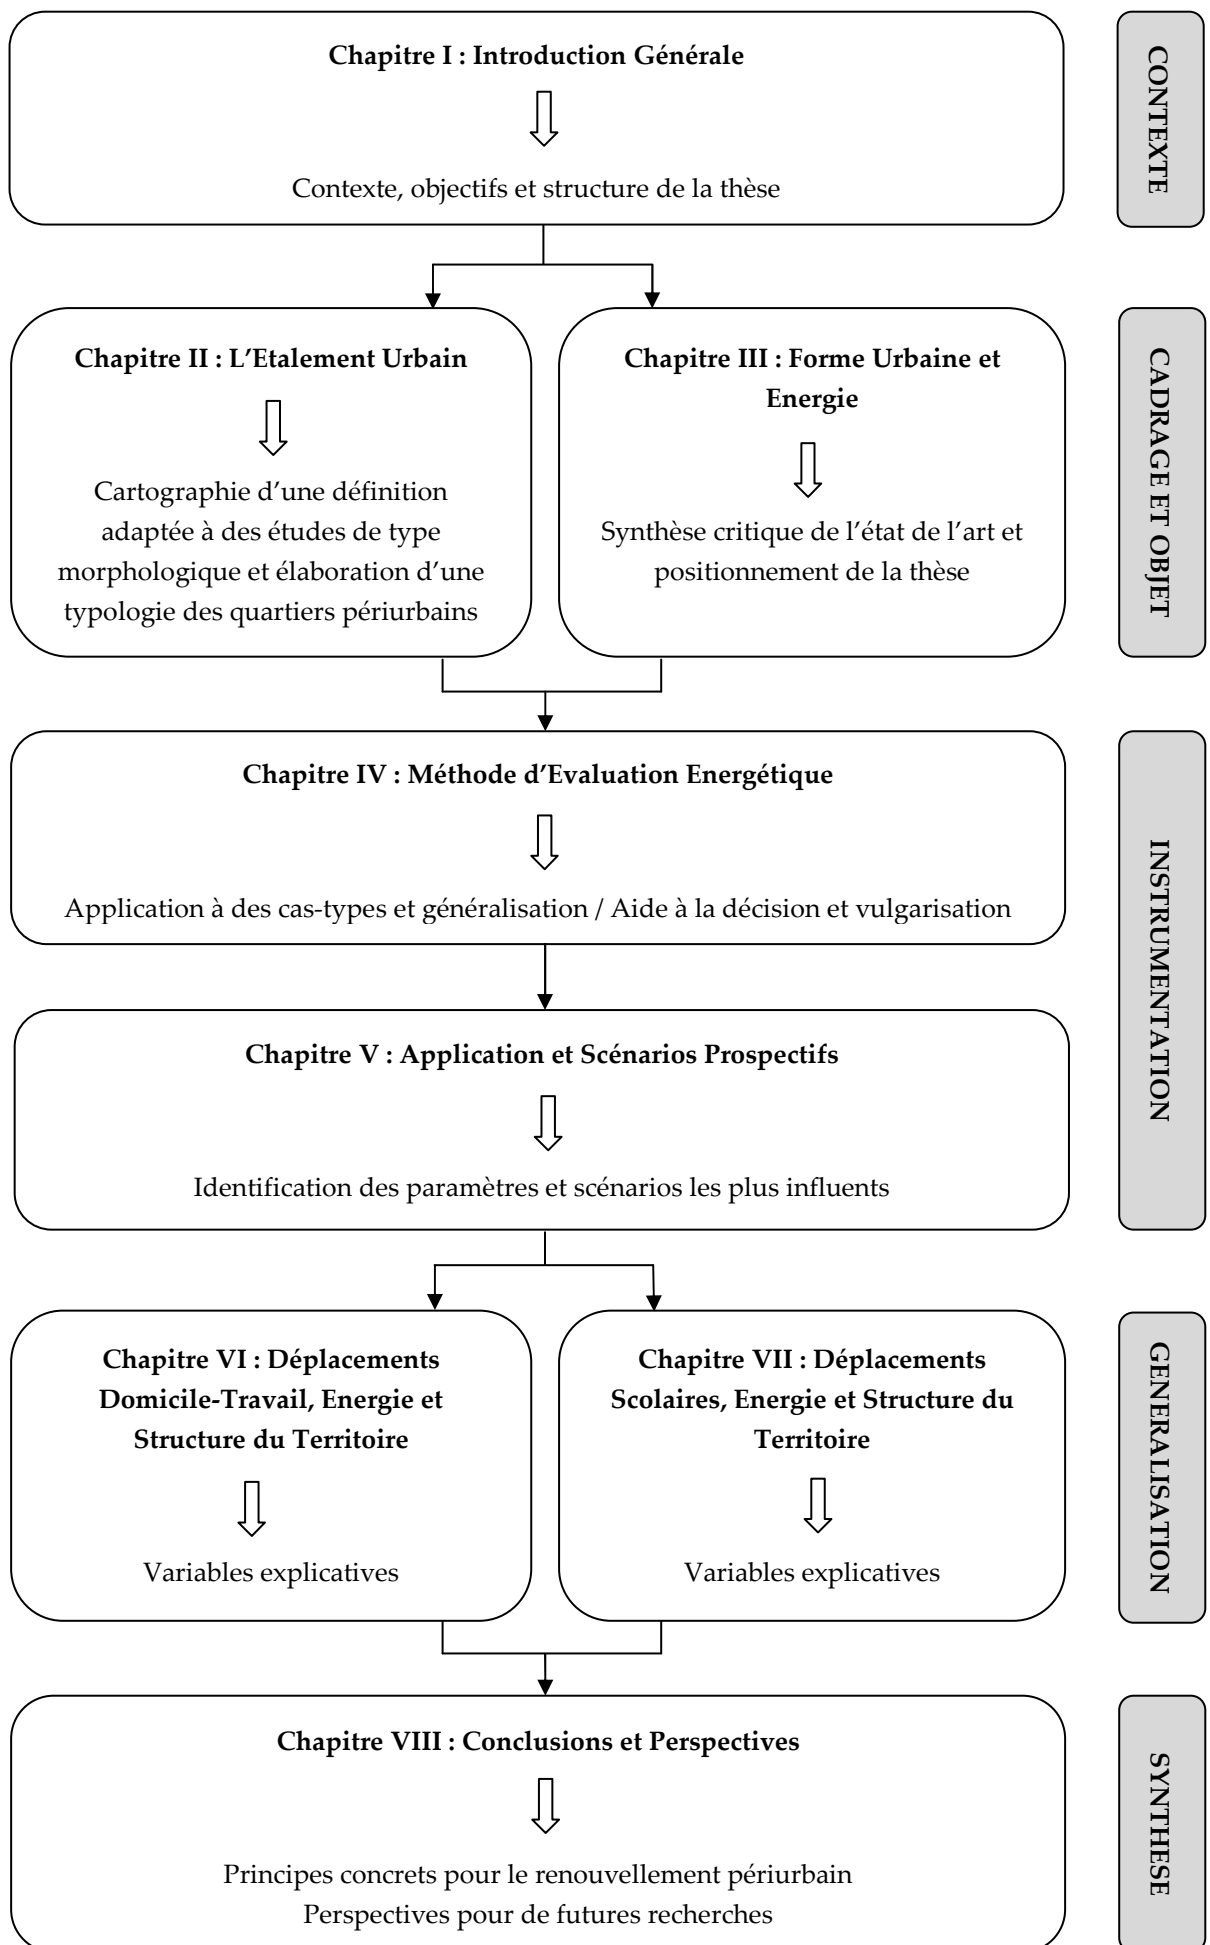 Chapitre I : Introduction Générale
Contexte, objectifs et structure de la thèse
CONTEXTE
Chapitre II : L’Etalement Urbain
Cartographie d’une définition
adaptée à des études de type
morphologique et élaboration d’une
typologie des quartiers périurbains
Chapitre III : Forme Urbaine et
Energie
Synthèse critique de l’état de l’art et
positionnement de la thèse
CADRAGE ET OBJET
Chapitre IV : Méthode d’Evaluation Energétique
Application à des cas-types et généralisation / Aide à la décision et vulgarisation
Chapitre V : Application et Scénarios Prospectifs
Identification des paramètres et scénarios les plus influents
INSTRUMENTATION
Chapitre VI : Déplacements
Domicile-Travail, Energie et
Structure du Territoire
Variables explicatives
Chapitre VII : Déplacements
Scolaires, Energie et Structure du
Territoire
Variables explicatives
GENERALISATION
Chapitre VIII : Conclusions et Perspectives
Principes concrets pour le renouvellement périurbain
Perspectives pour de futures recherches
SYNTHESE